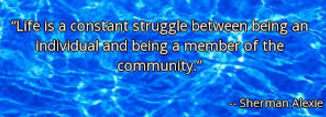 “Life is a constant struggle between being an
individual and being a member of the
community.”
-- Sherman Alexie